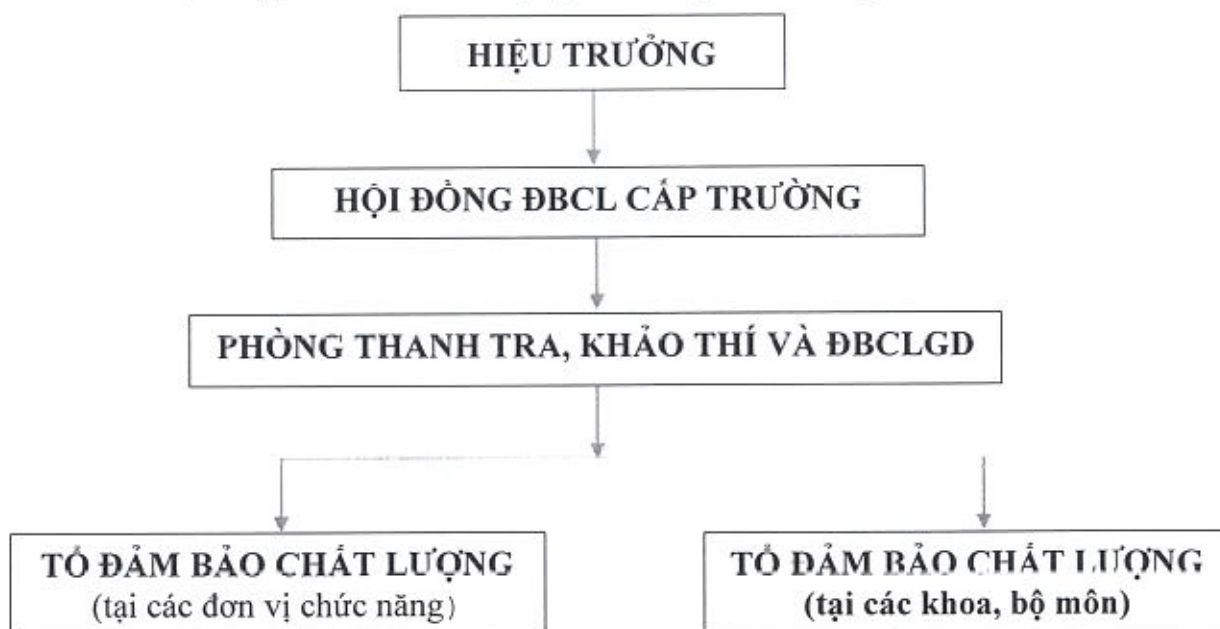 HIỆU TRƯỞNG
HỘI ĐỒNG ĐBCL CẤP TRƯỜNG
PHÒNG THANH TRA, KHẢO THÍ VÀ ĐBCLGD
TỔ ĐẢM BẢO CHẤT LƯỢNG
(tại các đơn vị chức năng)
TỔ ĐẢM BẢO CHẤT LƯỢNG
(tại các khoa, bộ môn)